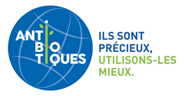 ANTI
BIO
TIQUES
ILS SONT
PRÉCIEUX,
UTILISONS-LES
MIEUX.